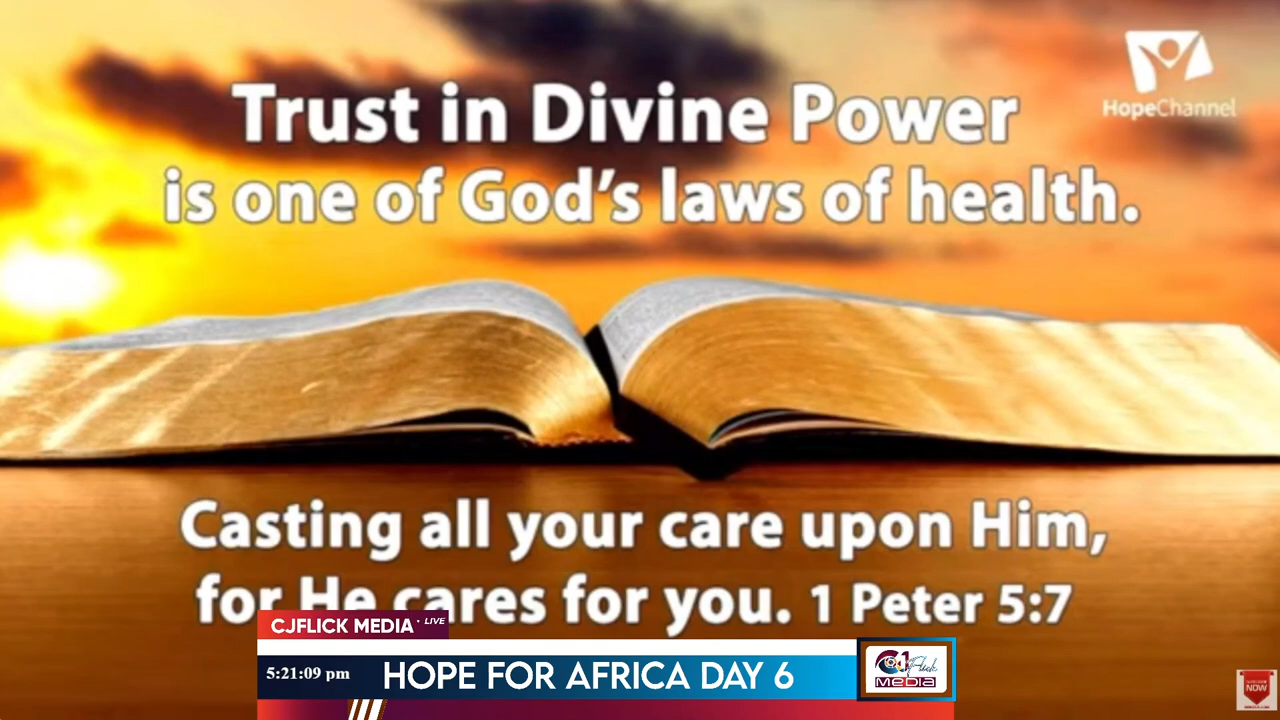 HopeChannel
Trust in Divine Power
is one of God's laws of health.
Casting all your care upon Him,
for He cares for you. 1 Peter 5:7
CJFLICK MEDIA • LIVE
5:21:09 pm
HOPE FOR AFRICA DAY 6
Flick
MEDIA
NOW